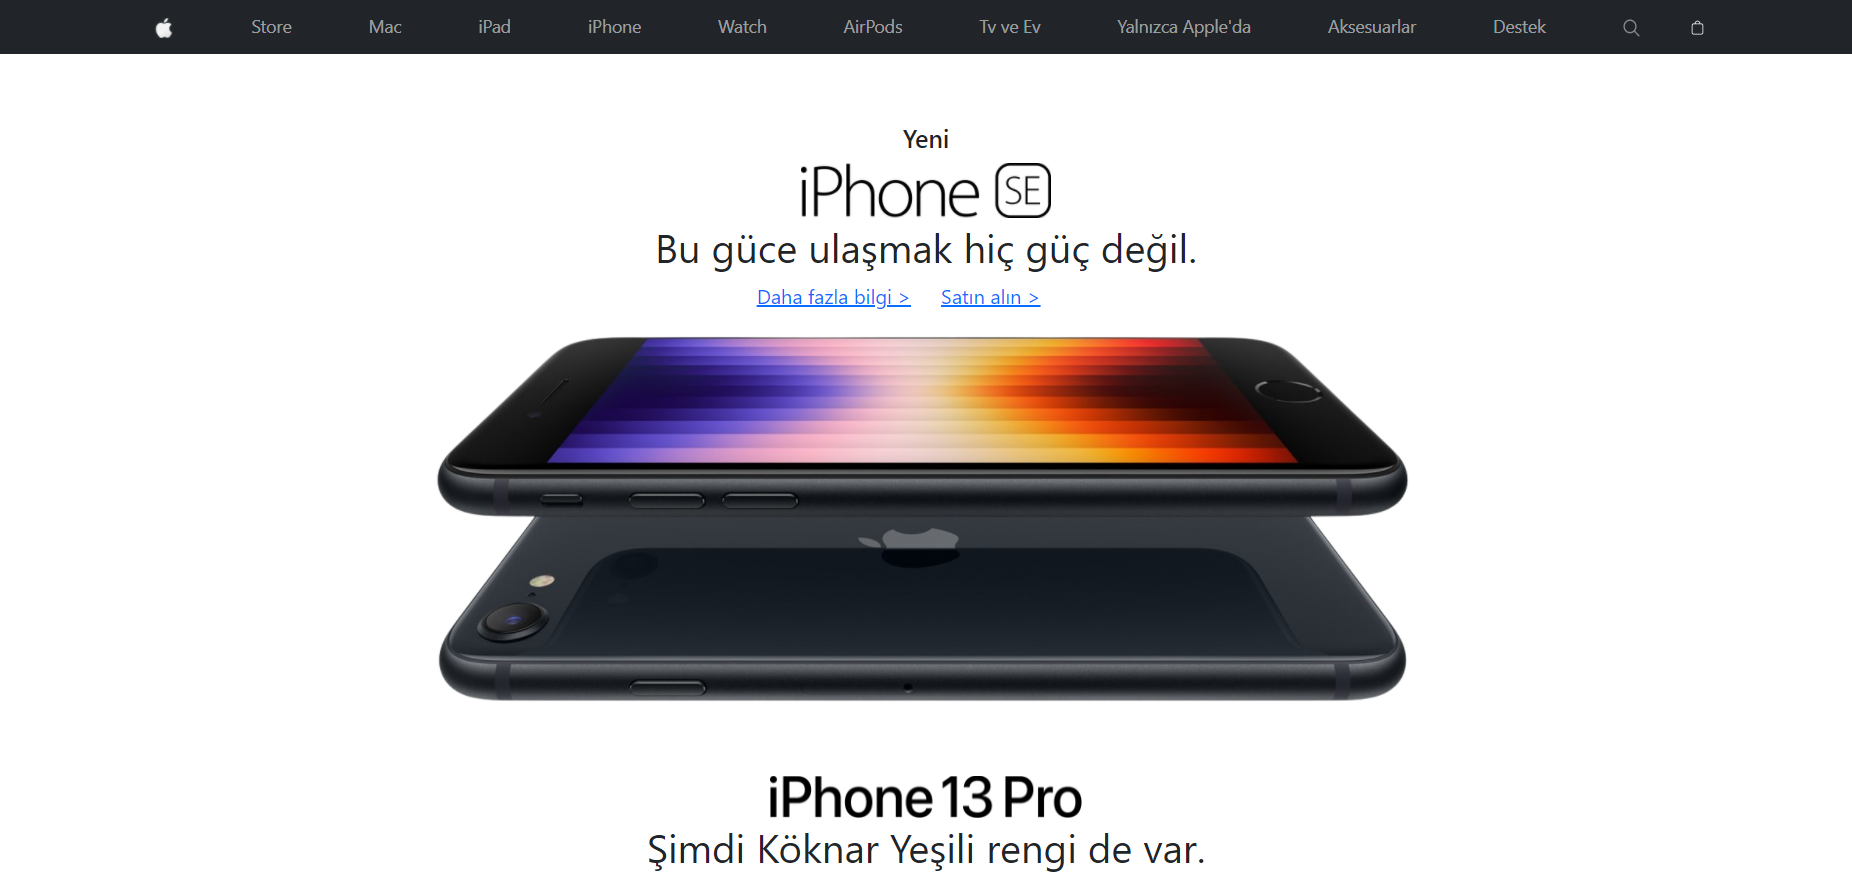 Store Mac iPad iPhone Watch AirPods Tv ve Ev Yalnızca Apple'da Aksesuarlar Destek
Yeni
iPhone SE
Bu güce ulaşmak hiç güç değil.
Daha fazla bilgi > Satın alın >
iPhone 13 Pro
Şimdi Köknar Yeşili rengi de var.